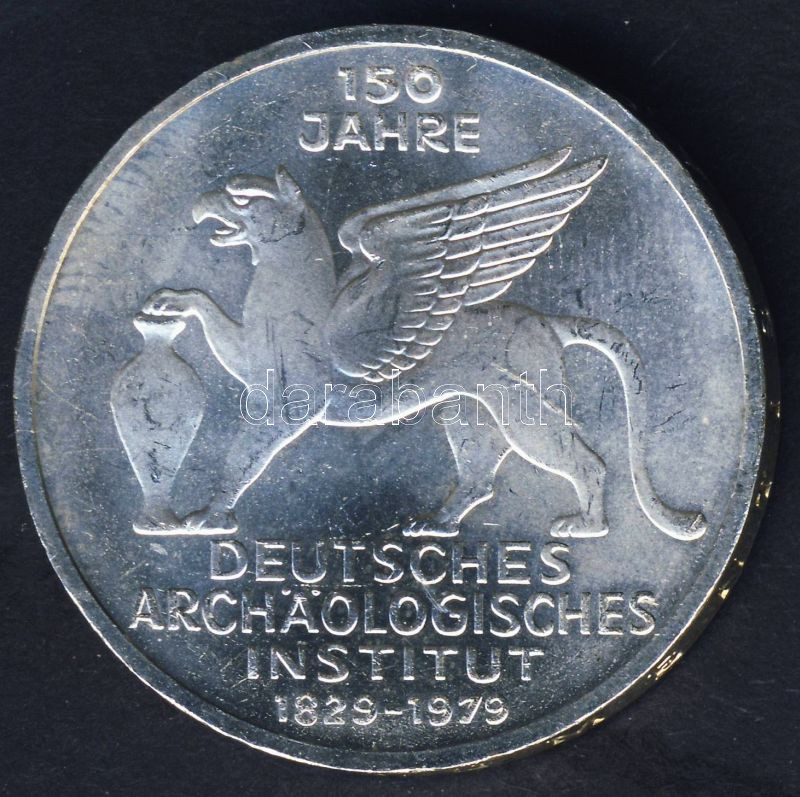 150
JAHRE
darabanth
DEUTSCHES
ARCHÄOLOGISCHES
INSTITUT
1829-1979